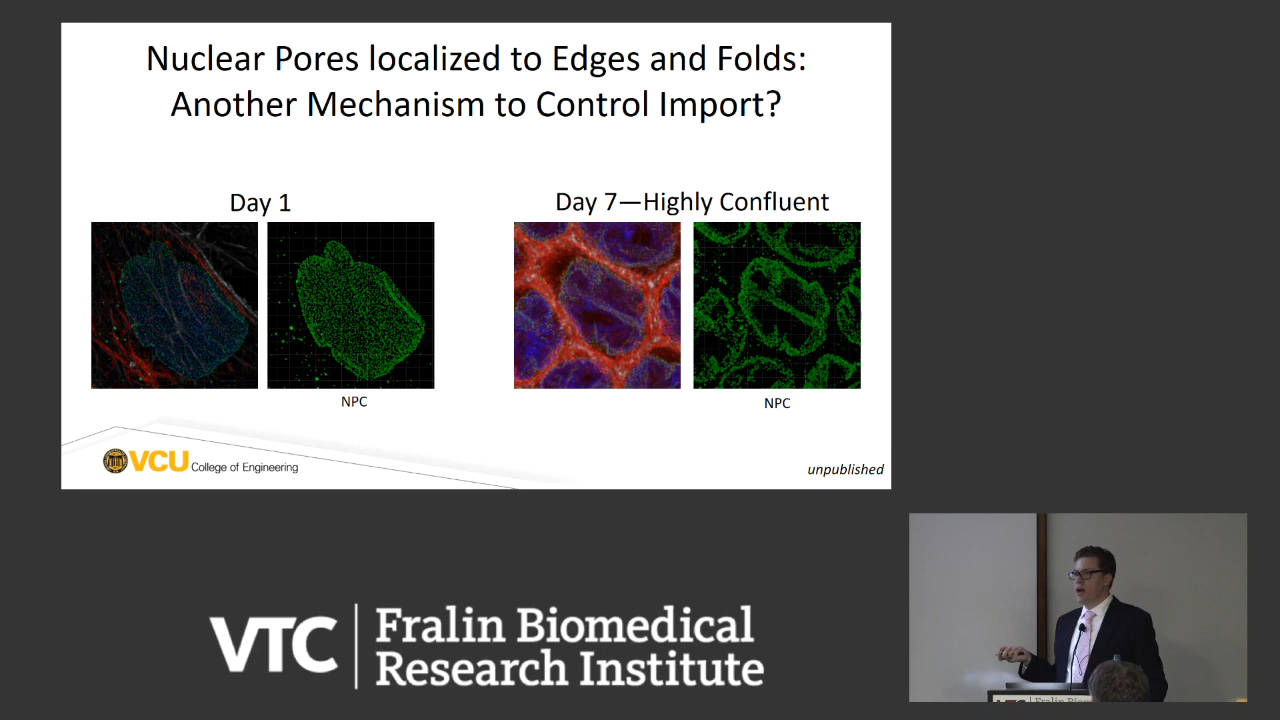 Nuclear Pores localized to Edges and Folds:
Another Mechanism to Control Import?
Day 1
Day 7—Highly Confluent
NPC
NPC
VCU College of Engineering
unpublished
VTC Fralin Biomedical
Research Institute